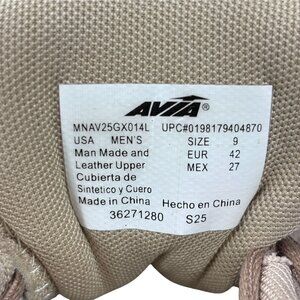 AVIA®
MNAV25GX014L UPC#0198179404870
USA MEN'S SIZE 9
Man Made and EUR 42
Leather Upper MEX 27
Cubierta de
Sintetico y Cuero
Made in China Hecho en China
36271280 S25